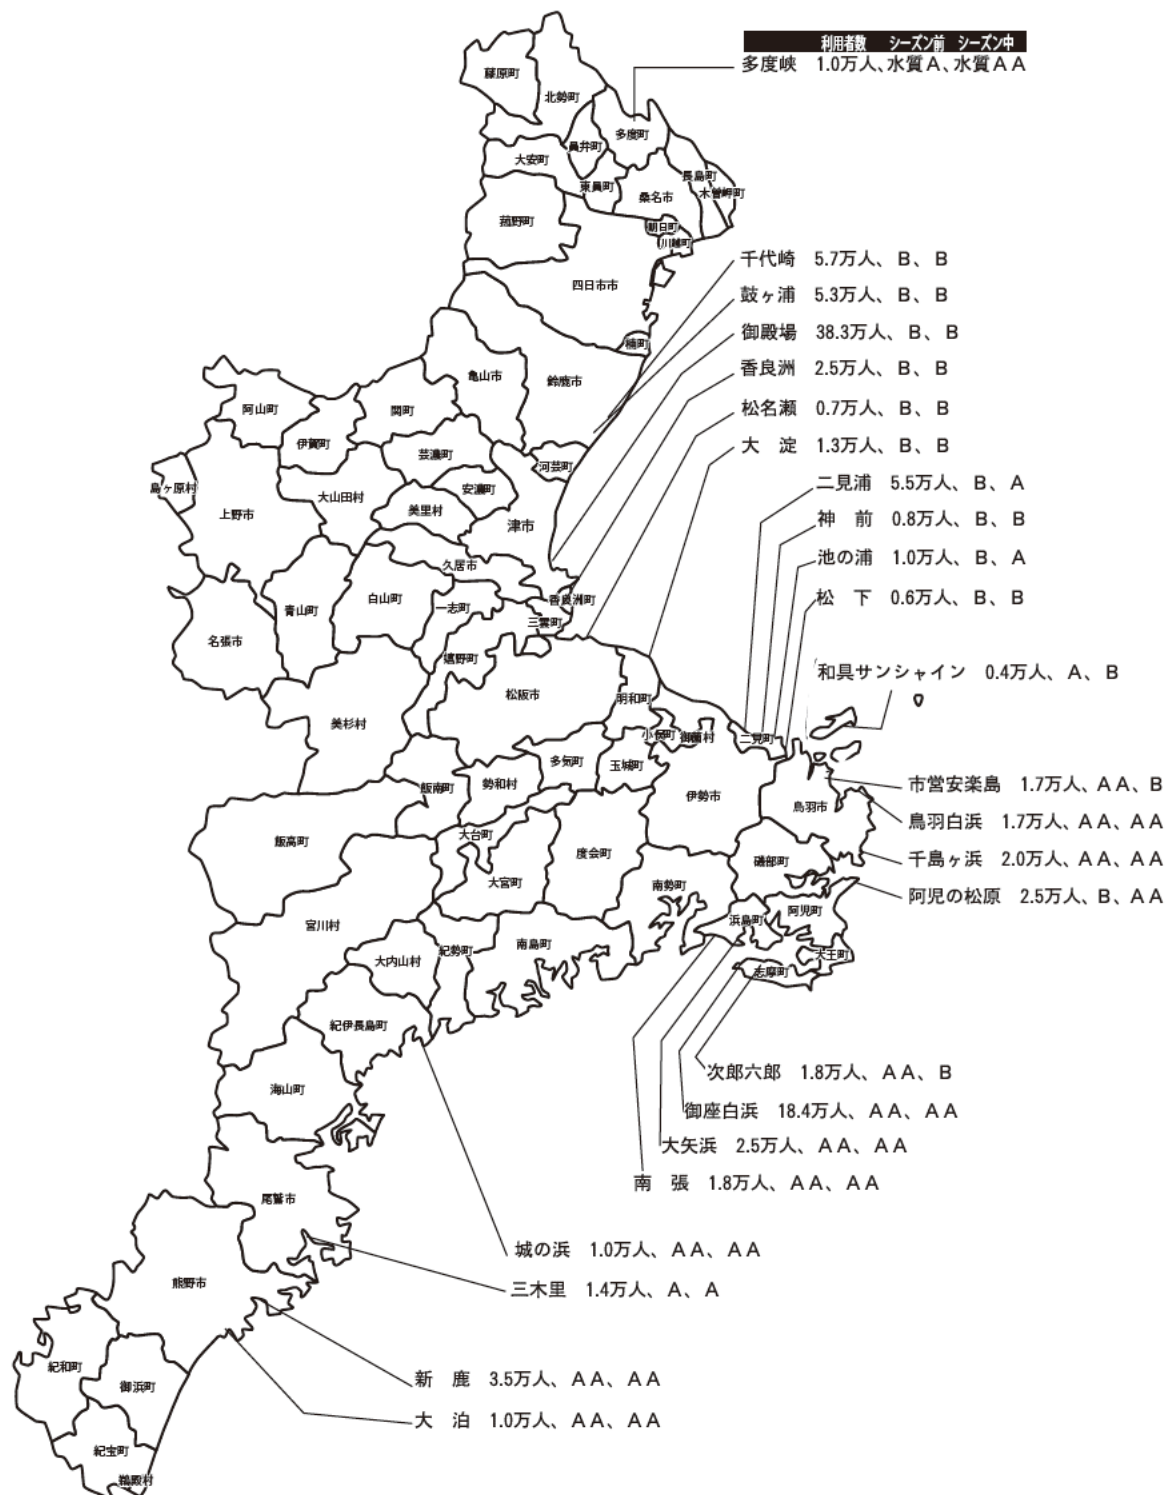 利用者数 シーズン前 シーズン中
多度峡 1.0万人、水質A、水質AA
藤原町
北勢町
多度町
員弁町
大安町
東員町
長島町
木曽岬町
桑名市
菰野町
朝日町
川越町
千代崎 5.7万人、B、B
四日市市
鼓ヶ浦 5.3万人、B、B
御殿場 38.3万人、B、B
楠町
香良洲 2.5万人、B、B
亀山市
鈴鹿市
松名瀬 0.7万人、B、B
阿山町
関町
大 淀 1.3万人、B、B
伊賀町
芸濃町
河芸町
島ヶ原村
二見浦 5.5万人、B、A
安濃町
大山田村
美里村
上野市
津市
神 前 0.8万人、B、B
池の浦 1.0万人、B、A
久居市
白山町
香良洲町
松 下 0.6万人、B、B
青山町
一志町
三雲町
名張市
嬉野町
和具サンシャイン 0.4万人、A、B
松阪市
明和町
美杉村
小俣町
御薗村
二見町
多気町
玉城町
飯南町
勢和村
市営安楽島 1.7万人、AA、B
伊勢市
鳥羽市
鳥羽白浜 1.7万人、AA、AA
飯高町
大台町
度会町
千鳥ヶ浜 2.0万人、AA、AA
磯部町
大宮町
南勢町
阿児の松原 2.5万人、B、AA
浜島町
阿児町
宮川村
紀勢町
南島町
大内山村
大王町
志摩町
紀伊長島町
次郎六郎 1.8万人、AA、B
海山町
御座白浜 18.4万人、AA、AA
大矢浜 2.5万人、AA、AA
南 張 1.8万人、AA、AA
尾鷲市
城の浜 1.0万人、AA、AA
熊野市
三木里 1.4万人、A、A
紀和町
新 鹿 3.5万人、AA、AA
御浜町
大 泊 1.0万人、AA、AA
紀宝町
鵜殿村